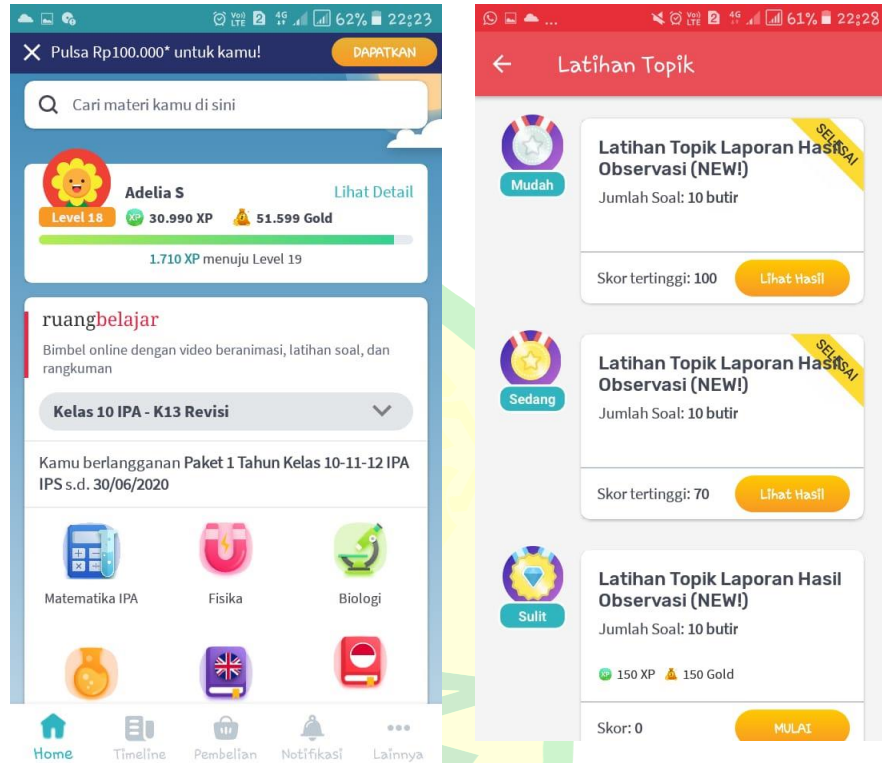 Voi) LTE 2 4G 62% 22:23
Pulsa Rp100.000* untuk kamu!
DAPATKAN
Cari materi kamu di sini
Adelia S
Lihat Detail
Level 18
XP 30.990 XP
51.599 Gold
1.710 XP menuju Level 19
ruangbelajar
Bimbel online dengan video beranimasi, latihan soal, dan
rangkuman
Kelas 10 IPA - K13 Revisi
Kamu berlangganan Paket 1 Tahun Kelas 10-11-12 IPA
IPS s.d. 30/06/2020
Matematika IPA
Fisika
Biologi
Home
Timeline
Pembelian
Notifikasi
Lainnya
... Voi) LTE 2 4G 61% 22:28
Latihan Topik
Mudah
Latihan Topik Laporan Hasil
Observasi (NEW!)
SELESAI
Jumlah Soal: 10 butir
Skor tertinggi: 100
Lihat Hasil
Sedang
Latihan Topik Laporan Hasil
Observasi (NEW!)
SELESAI
Jumlah Soal: 10 butir
Skor tertinggi: 70
Lihat Hasil
Sulit
Latihan Topik Laporan Hasil
Observasi (NEW!)
Jumlah Soal: 10 butir
XP 150 XP
150 Gold
Skor: 0
MULAI